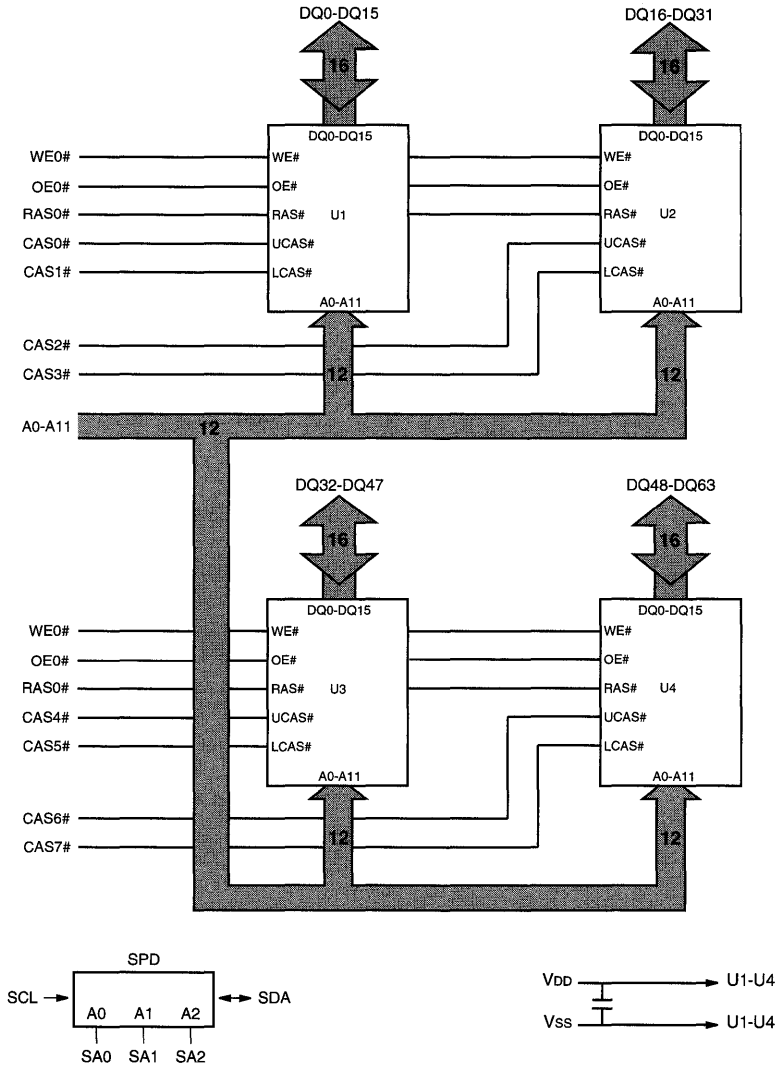 DQ0-DQ15 DQ16-DQ31
16 16
DQ0-DQ15 DQ0-DQ15
WE0# WE# WE#
OE0# OE# OE#
RAS0# RAS# U1 RAS# U2
CAS0# UCAS# UCAS#
CAS1# LCAS# LCAS#
A0-A11 A0-A11
CAS2#
CAS3# 12 12
A0-A11 12
DQ32-DQ47 DQ48-DQ63
16 16
DQ0-DQ15 DQ0-DQ15
WE0# WE# WE#
OE0# OE# OE#
RAS0# RAS# U3 RAS# U4
CAS4# UCAS# UCAS#
CAS5# LCAS# LCAS#
A0-A11 A0-A11
CAS6#
CAS7# 12 12
SPD
SCL A0 A1 A2 SDA
SA0 SA1 SA2
VDD U1-U4
VSS U1-U4